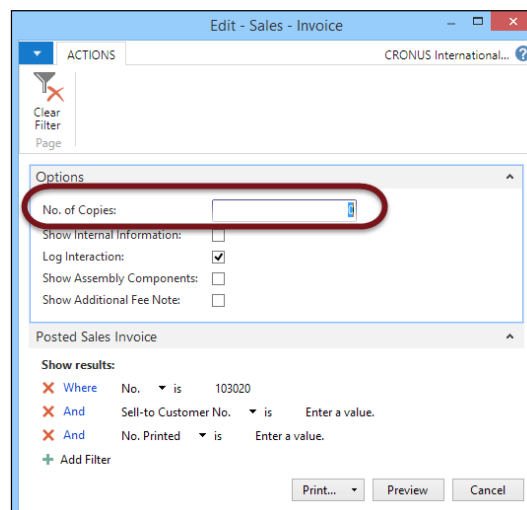 Edit - Sales - Invoice
ACTIONS
CRONUS International...
Clear
Filter
Page
Options
No. of Copies: 0
Show Internal Information:
Log Interaction:
Show Assembly Components:
Show Additional Fee Note:
Posted Sales Invoice
Show results:
Where No. is 103020
And Sell-to Customer No. is Enter a value.
And No. Printed is Enter a value.
Add Filter
Print... Preview Cancel